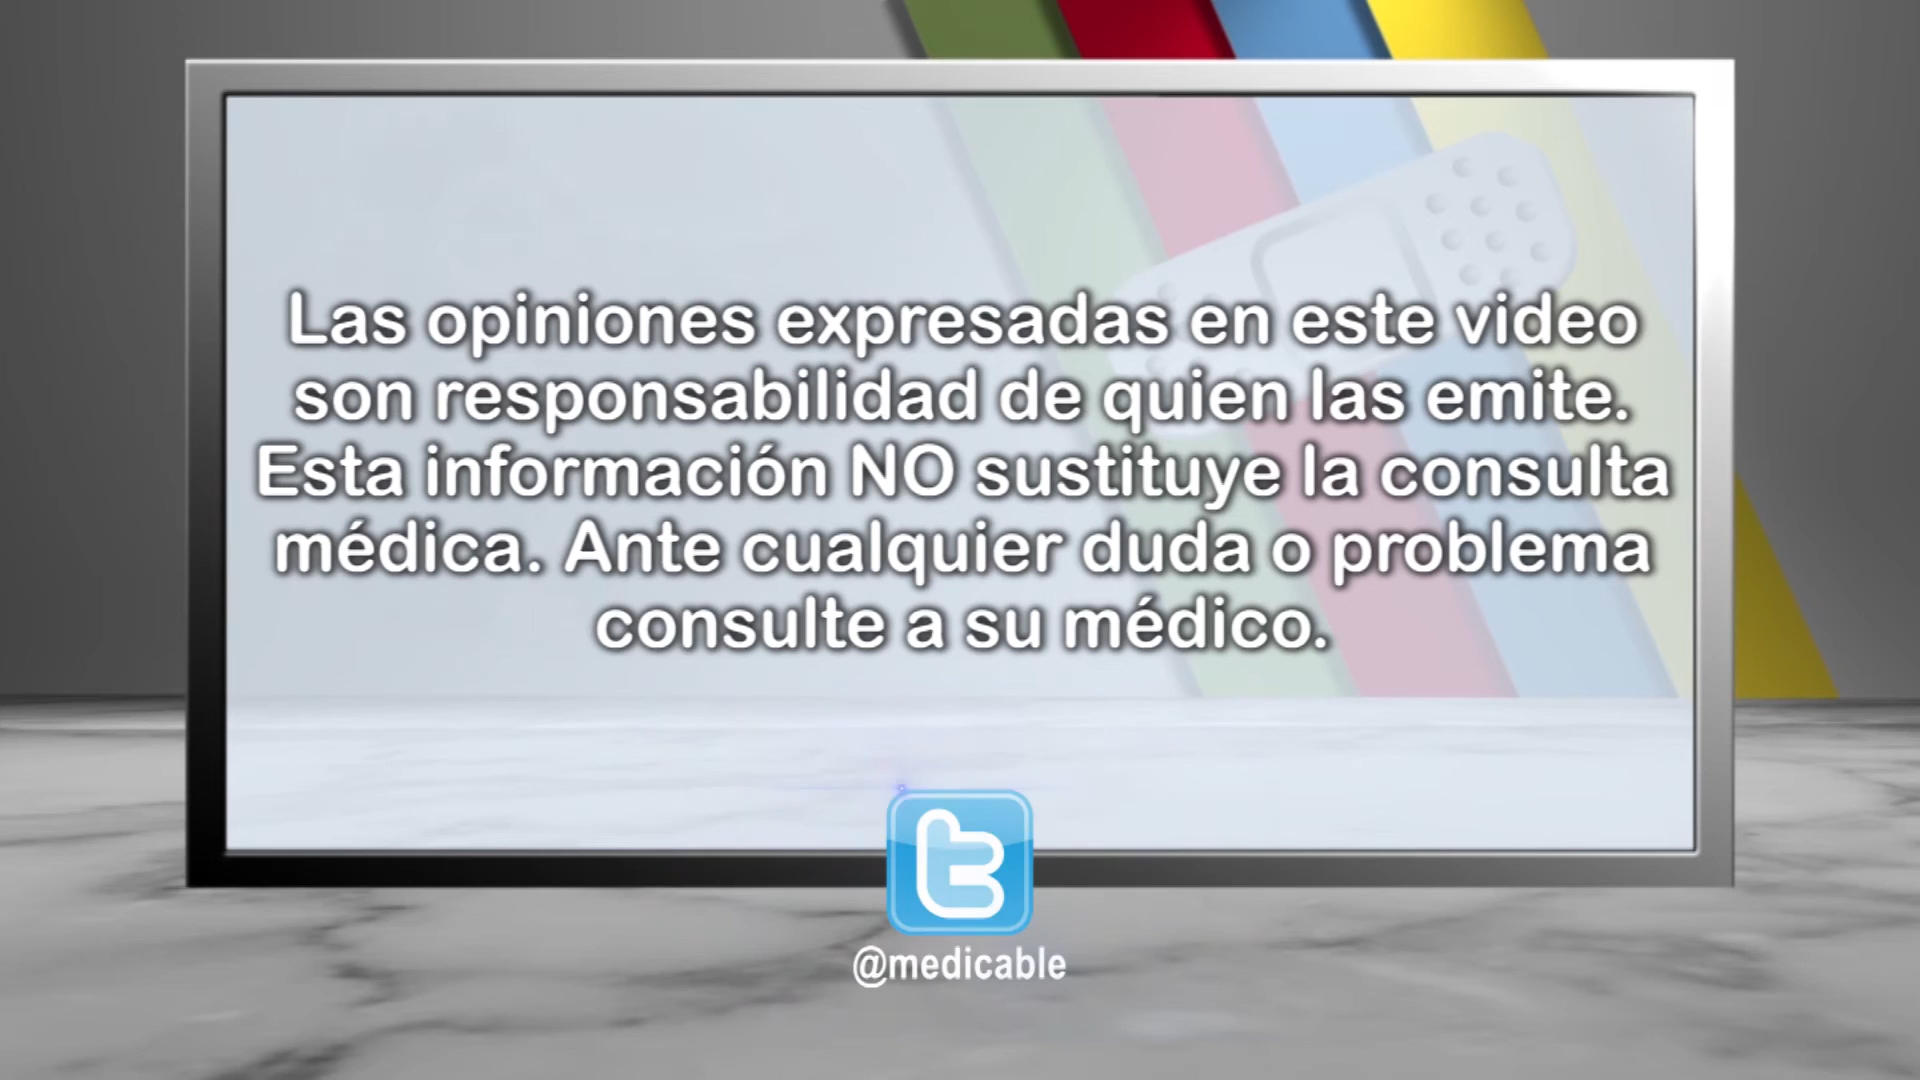 Las opiniones expresadas en este video
son responsabilidad de quien las emite.
Esta información NO sustituye la consulta
médica. Ante cualquier duda o problema
consulte a su médico.
@medicable